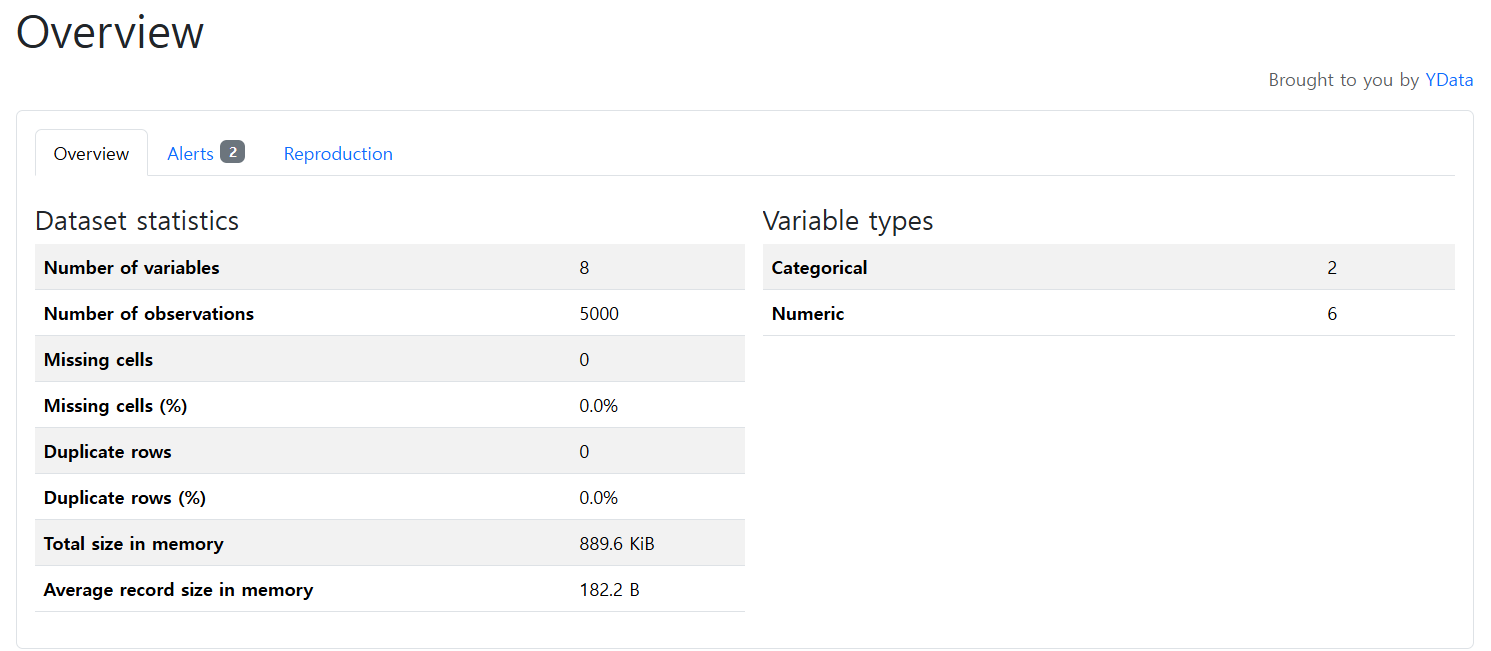 Overview
Brought to you by YData
Overview Alerts 2 Reproduction
Dataset statistics
Number of variables 8
Number of observations 5000
Missing cells 0
Missing cells (%) 0.0%
Duplicate rows 0
Duplicate rows (%) 0.0%
Total size in memory 889.6 KiB
Average record size in memory 182.2 B
Variable types
Categorical 2
Numeric 6